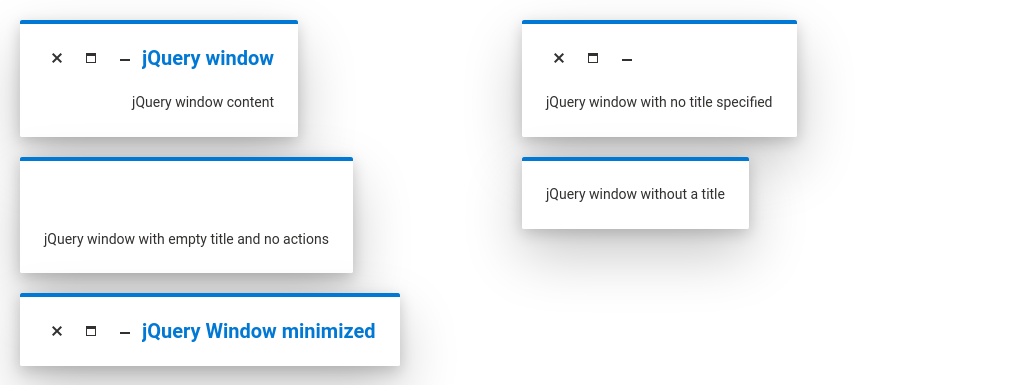 jQuery window
jQuery window content
jQuery window with no title specified
jQuery window with empty title and no actions
jQuery window without a title
jQuery Window minimized